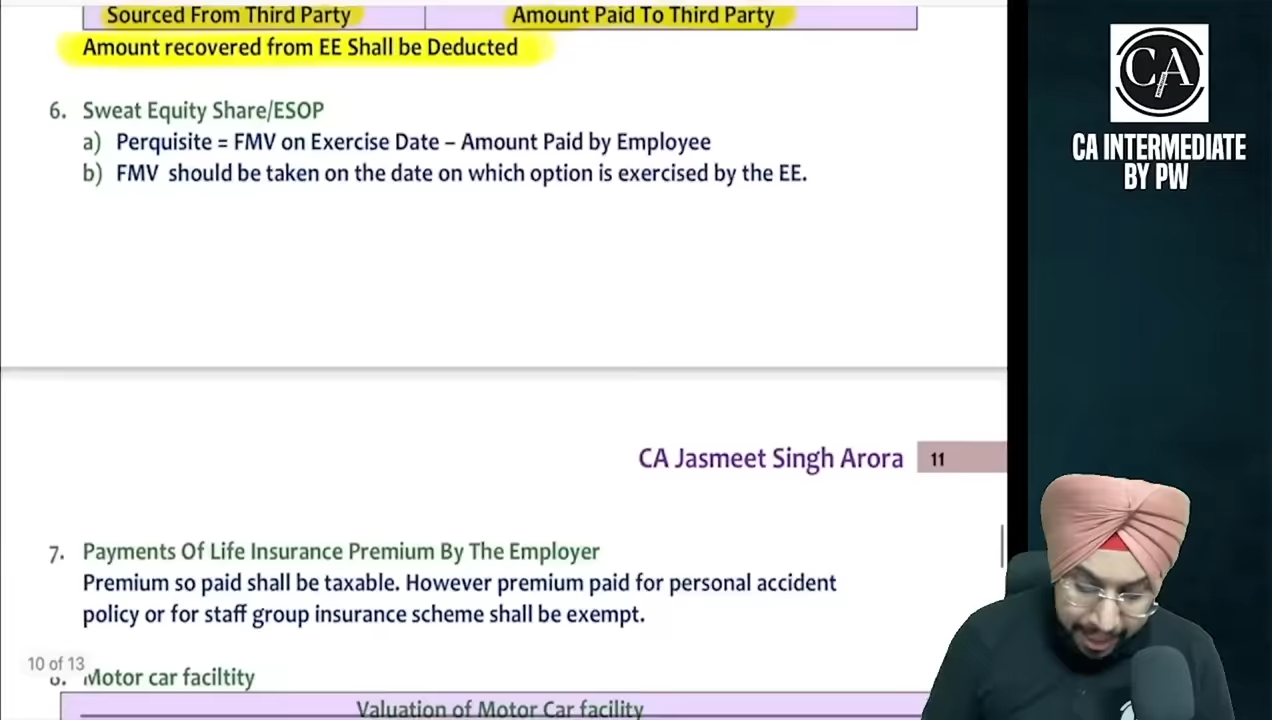 Sourced From Third Party Amount Paid To Third Party
Amount recovered from EE Shall be Deducted
6. Sweat Equity Share/ESOP
a) Perquisite = FMV on Exercise Date – Amount Paid by Employee
b) FMV should be taken on the date on which option is exercised by the EE.
CA Jasmeet Singh Arora 11
7. Payments Of Life Insurance Premium By The Employer
Premium so paid shall be taxable. However premium paid for personal accident
policy or for staff group insurance scheme shall be exempt.
10 of 13
Motor car faciltity
Valuation of Motor Car facility
CA
CA INTERMEDIATE
BY PW